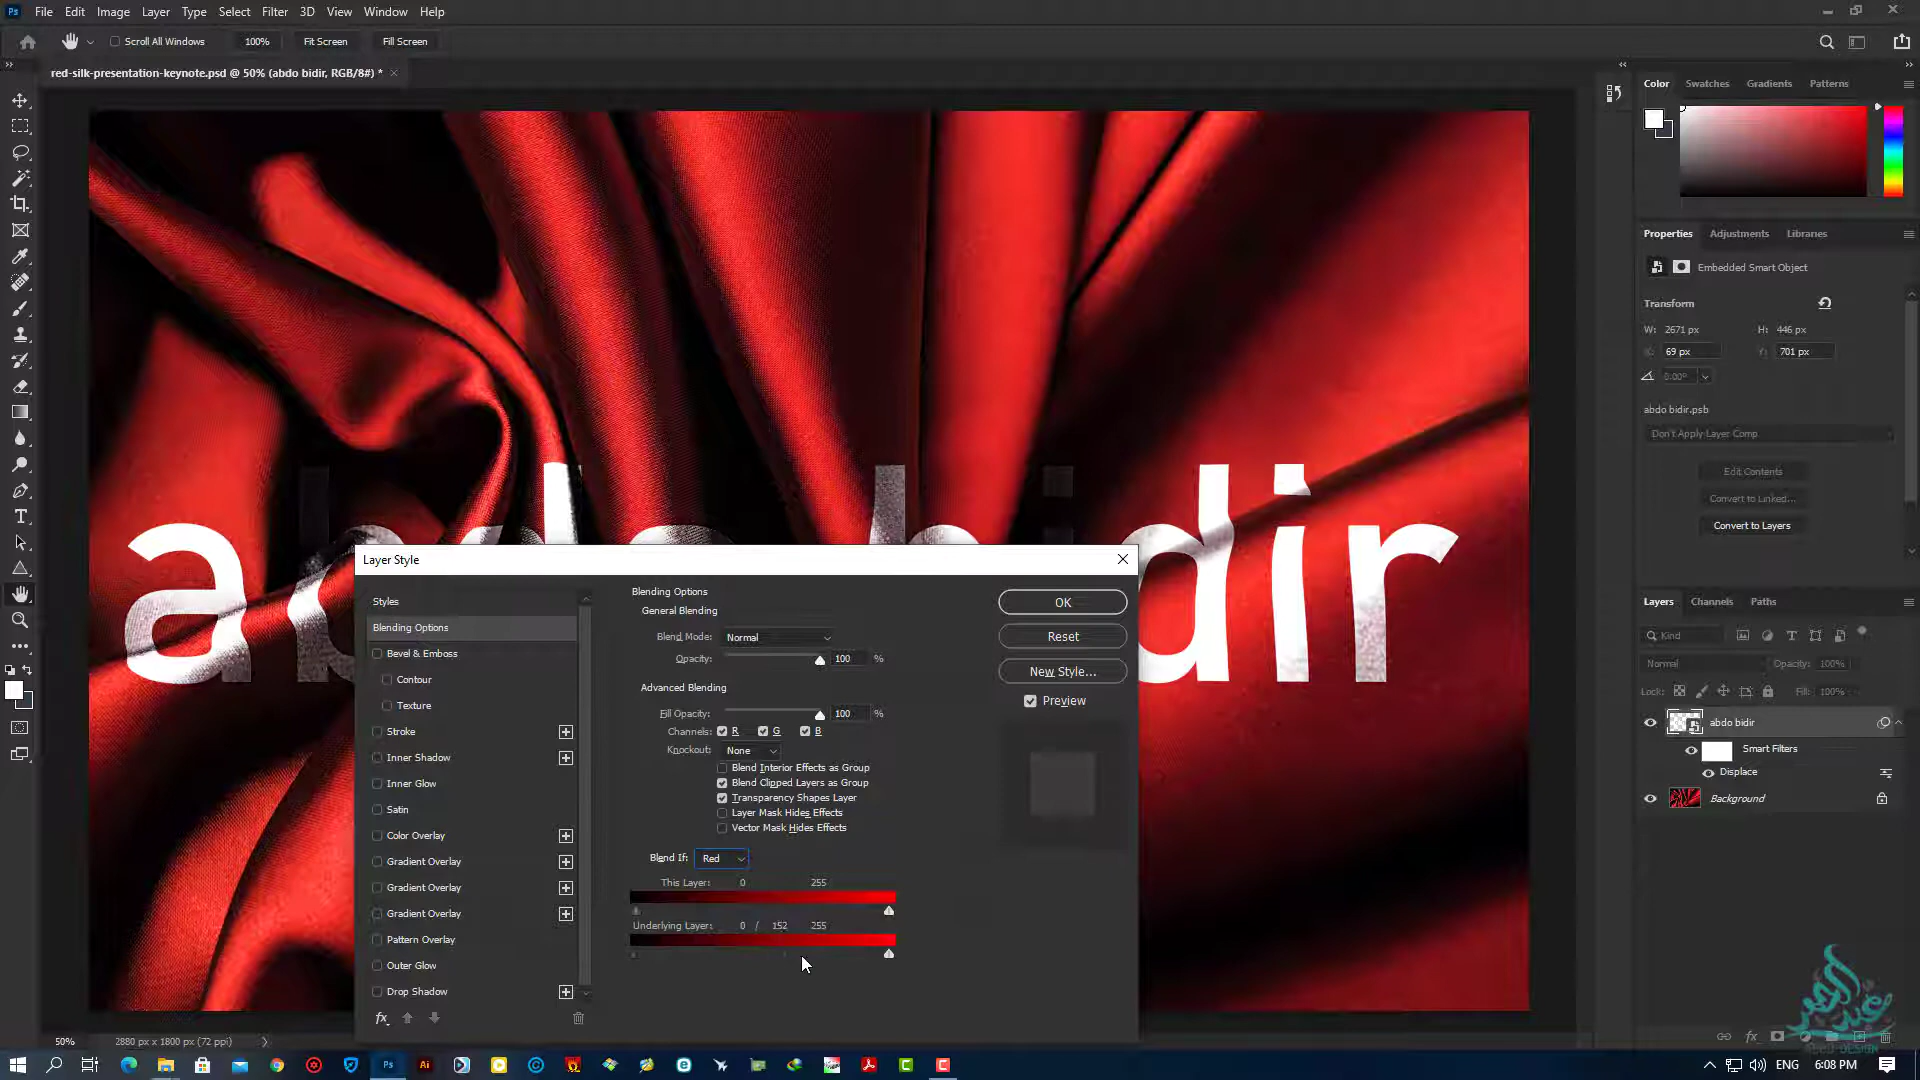 File Edit Image Layer Type Select Filter 3D View Window Help
Scroll All Windows 100% Fit Screen Fill Screen
red-silk-presentation-keynote.psd @ 50% (abdo bidir, RGB/8#) *
Color Swatches Gradients Patterns
Properties Adjustments Libraries
Embedded Smart Object
Transform
W: 2671 px H: 446 px
X: 69 px Y: 701 px
0.00°
abdo bidir.psb
Don't Apply Layer Comp
Edit Contents
Convert to Linked...
Convert to Layers
Layers Channels Paths
Kind
Normal Opacity: 100%
Lock: Fill: 100%
abdo bidir
Smart Filters
Displace
Background
abdo bidir
Layer Style
Styles
Blending Options
Bevel & Emboss
Contour
Texture
Stroke
Inner Shadow
Inner Glow
Satin
Color Overlay
Gradient Overlay
Gradient Overlay
Gradient Overlay
Pattern Overlay
Outer Glow
Drop Shadow
fx
Blending Options
General Blending
Blend Mode: Normal
Opacity: 100 %
Advanced Blending
Fill Opacity: 100 %
Channels: R G B
Knockout: None
Blend Interior Effects as Group
Blend Clipped Layers as Group
Transparency Shapes Layer
Layer Mask Hides Effects
Vector Mask Hides Effects
Blend If: Red
This Layer: 0 255
Underlying Layer: 0 / 152 255
OK
Reset
New Style...
Preview
50% 2880 px x 1800 px (72 ppi)
ABDO DESIGN
ENG 6:08 PM